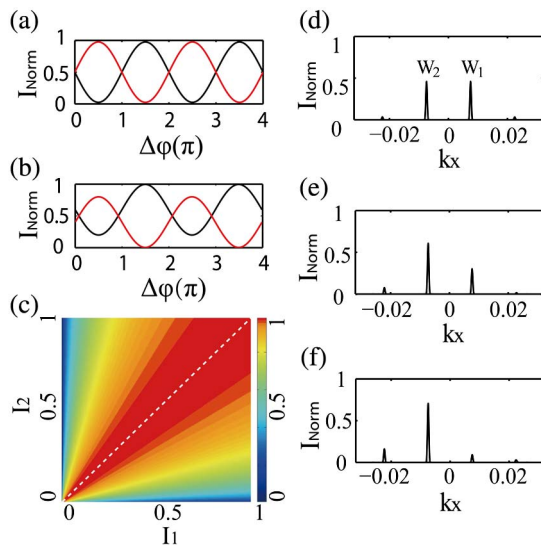 (a)
1
0.5
0
I_Norm
0 1 2 3 4
Δφ(π)
(b)
1
0.5
0
I_Norm
0 1 2 3 4
Δφ(π)
(c)
1
0.5
0
I_2
0 0.5 1
I_1
1
0.5
0
(d)
1
0.5
0
I_Norm
W_2 W_1
−0.02 0 0.02
kx
(e)
1
0.5
0
I_Norm
−0.02 0 0.02
kx
(f)
1
0.5
0
I_Norm
−0.02 0 0.02
kx